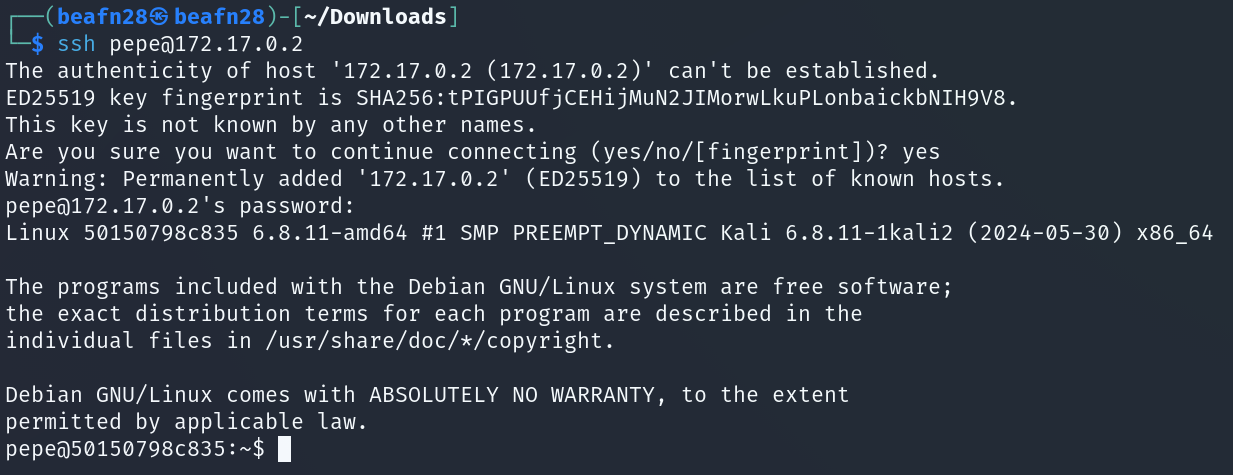 ┌──(beafn28㉿beafn28)-[~/Downloads]
└─$ ssh pepe@172.17.0.2
The authenticity of host '172.17.0.2 (172.17.0.2)' can't be established.
ED25519 key fingerprint is SHA256:tPIGPUUfjCEHijMuN2JIMorwLkuPLonbaickbNIH9V8.
This key is not known by any other names.
Are you sure you want to continue connecting (yes/no/[fingerprint])? yes
Warning: Permanently added '172.17.0.2' (ED25519) to the list of known hosts.
pepe@172.17.0.2's password:
Linux 50150798c835 6.8.11-amd64 #1 SMP PREEMPT_DYNAMIC Kali 6.8.11-1kali2 (2024-05-30) x86_64
The programs included with the Debian GNU/Linux system are free software;
the exact distribution terms for each program are described in the
individual files in /usr/share/doc/*/copyright.
Debian GNU/Linux comes with ABSOLUTELY NO WARRANTY, to the extent
permitted by applicable law.
pepe@50150798c835:~$